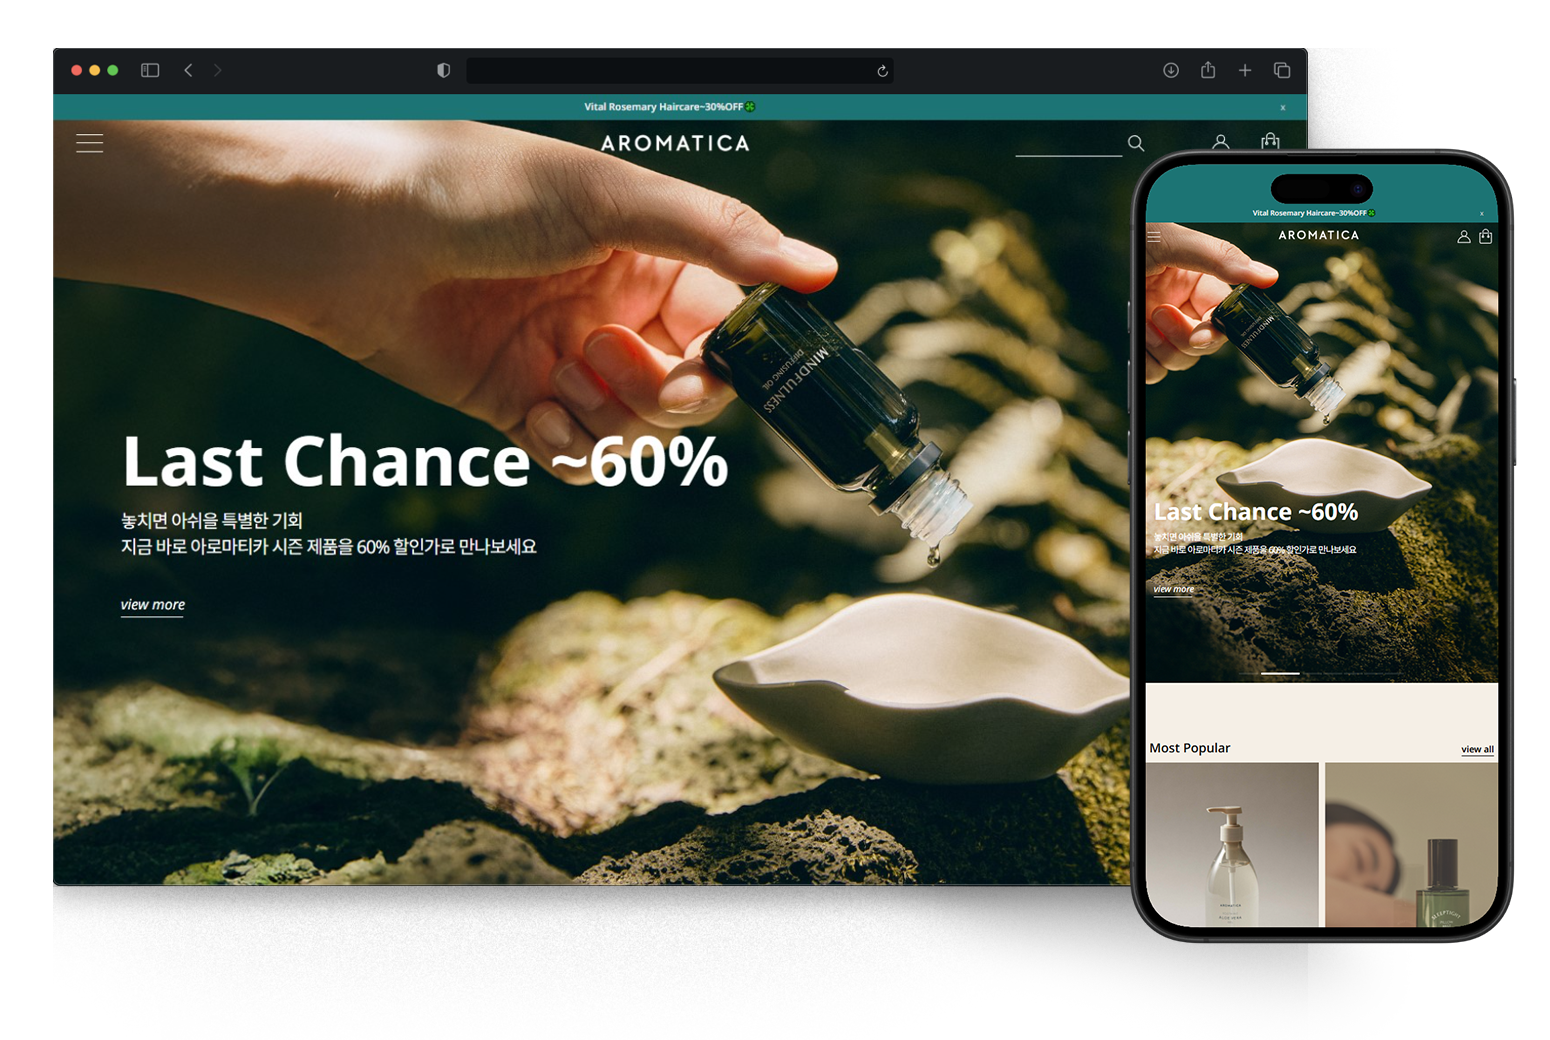 Vital Rosemary Haircare~30%OFF
x
AROMATICA
MINDFULNESS
DIFFUSING OIL
Last Chance ~60%
놓치면 아쉬울 특별한 기회
지금 바로 아로마티카 시즌 제품을 60% 할인가로 만나보세요
view more
Vital Rosemary Haircare~30%OFF
x
AROMATICA
MINDFULNESS
Last Chance ~60%
놓치면 아쉬울 특별한 기회
지금 바로 아로마티카 시즌 제품을 60% 할인가로 만나보세요
view more
Most Popular
view all
AROMATICA
SLEEPTIGHT